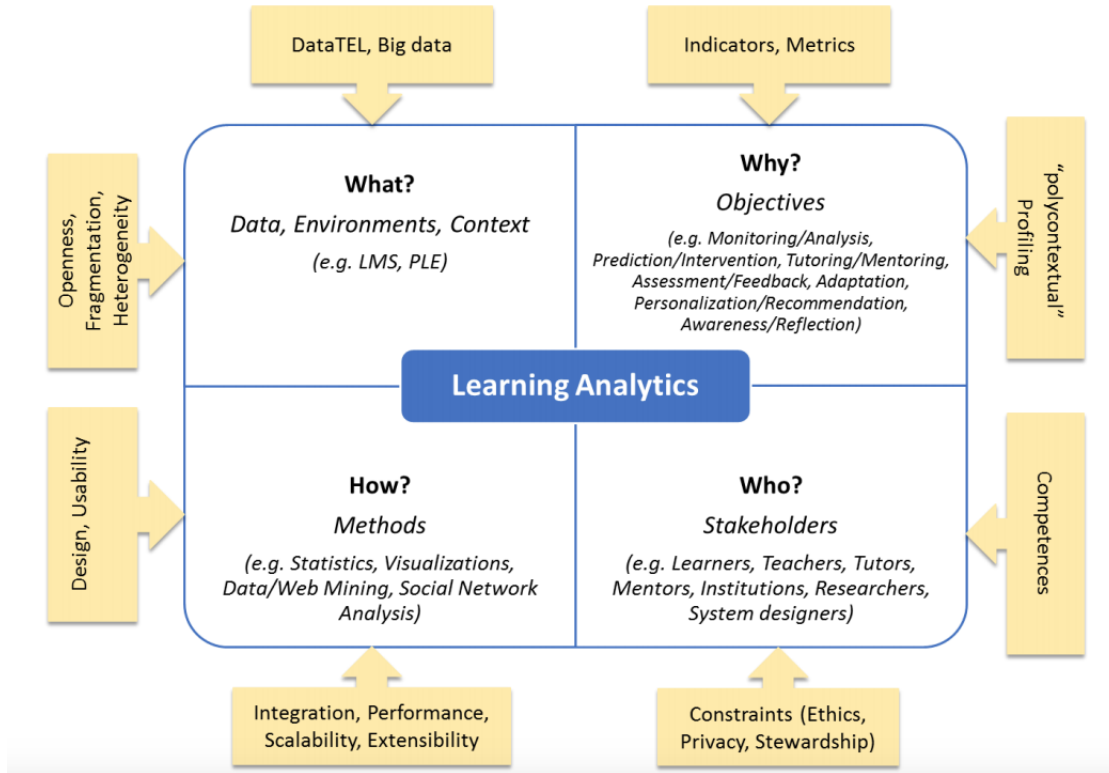 DataTEL, Big data
Indicators, Metrics
Openness,
Fragmentation,
Heterogeneity
What?
Data, Environments, Context
(e.g. LMS, PLE)
Why?
Objectives
(e.g. Monitoring/Analysis,
Prediction/Intervention, Tutoring/Mentoring,
Assessment/Feedback, Adaptation,
Personalization/Recommendation,
Awareness/Reflection)
“polycontextual”
Profiling
Learning Analytics
Design, Usability
How?
Methods
(e.g. Statistics, Visualizations,
Data/Web Mining, Social Network
Analysis)
Who?
Stakeholders
(e.g. Learners, Teachers, Tutors,
Mentors, Institutions, Researchers,
System designers)
Competences
Integration, Performance,
Scalability, Extensibility
Constraints (Ethics,
Privacy, Stewardship)